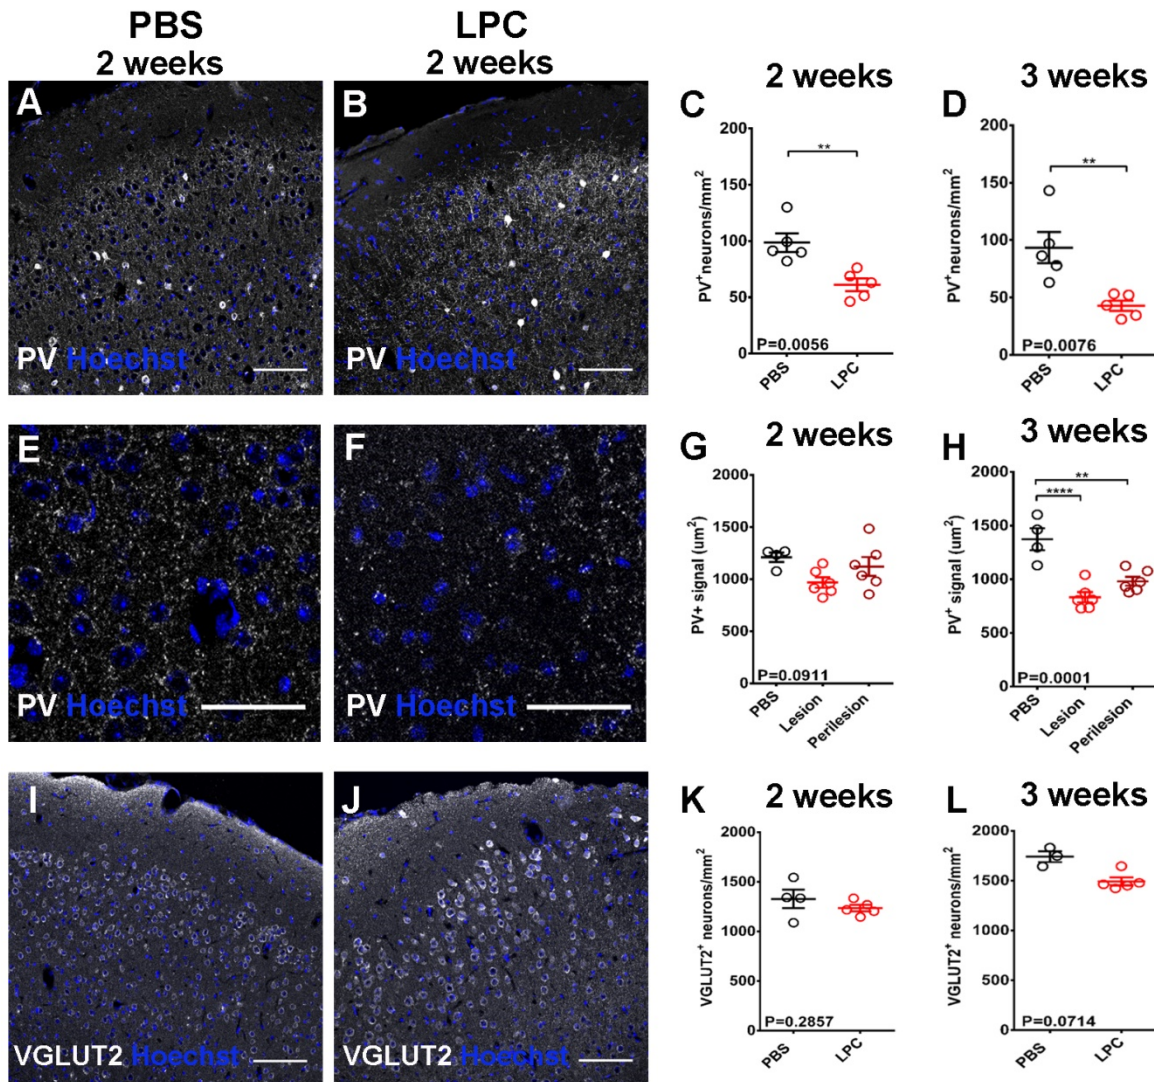 PBS
2 weeks
LPC
2 weeks
A
PV Hoechst
B
PV Hoechst
C
2 weeks
PV⁺neurons/mm²
200
150
100
50
0
**
P=0.0056
PBS
LPC
D
3 weeks
PV⁺neurons/mm²
200
150
100
50
0
**
P=0.0076
PBS
LPC
E
PV Hoechst
F
PV Hoechst
G
2 weeks
PV+ signal (um²)
2000
1500
1000
500
0
P=0.0911
PBS
Lesion
Perilesion
H
3 weeks
PV⁺ signal (um²)
2000
1500
1000
500
0
**
****
P=0.0001
PBS
Lesion
Perilesion
I
VGLUT2 Hoechst
J
VGLUT2 Hoechst
K
2 weeks
VGLUT2⁺ neurons/mm²
2000
1500
1000
500
0
P=0.2857
PBS
LPC
L
3 weeks
VGLUT2⁺ neurons/mm²
2000
1500
1000
500
0
P=0.0714
PBS
LPC